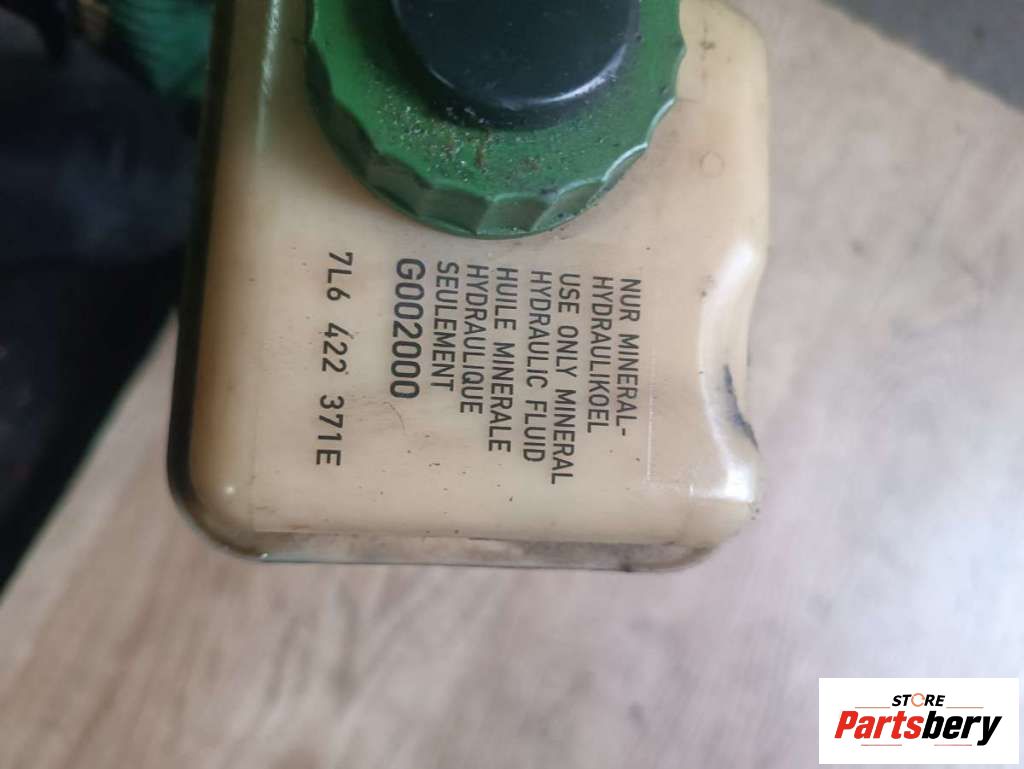 NUR MINERAL-
HYDRAULIKOEL
USE ONLY MINERAL
HYDRAULIC FLUID
HUILE MINERALE
HYDRAULIQUE
SEULEMENT
G002000
7L6 422 371E
STORE
Partsbery